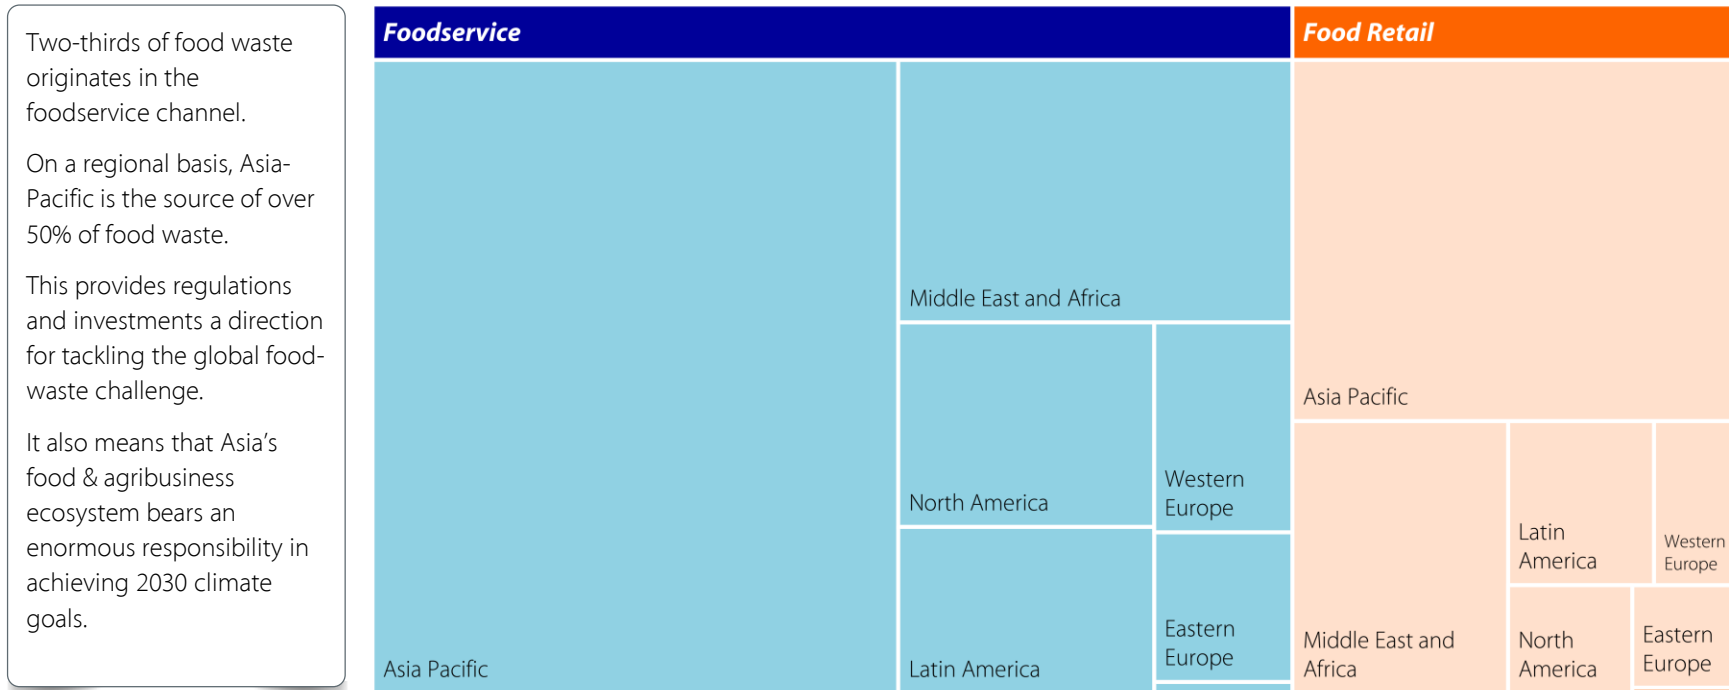 Two-thirds of food waste
originates in the
foodservice channel.
On a regional basis, Asia-
Pacific is the source of over
50% of food waste.
This provides regulations
and investments a direction
for tackling the global food-
waste challenge.
It also means that Asia's
food & agribusiness
ecosystem bears an
enormous responsibility in
achieving 2030 climate
goals.
Foodservice
Asia Pacific
Middle East and Africa
North America
Western
Europe
Latin America
Eastern
Europe
Food Retail
Asia Pacific
Middle East and
Africa
Latin
America
Western
Europe
North
America
Eastern
Europe